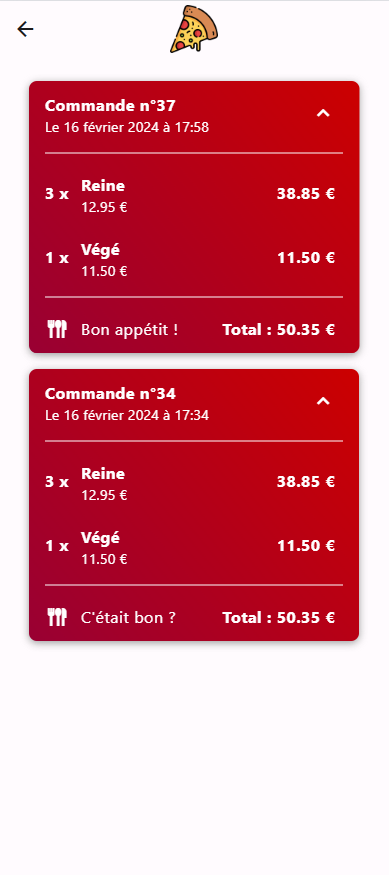 Commande n°37
Le 16 février 2024 à 17:58
3 x Reine 38.85 €
12.95 €
1 x Végé 11.50 €
11.50 €
Bon appétit ! Total : 50.35 €
Commande n°34
Le 16 février 2024 à 17:34
3 x Reine 38.85 €
12.95 €
1 x Végé 11.50 €
11.50 €
C'était bon ? Total : 50.35 €